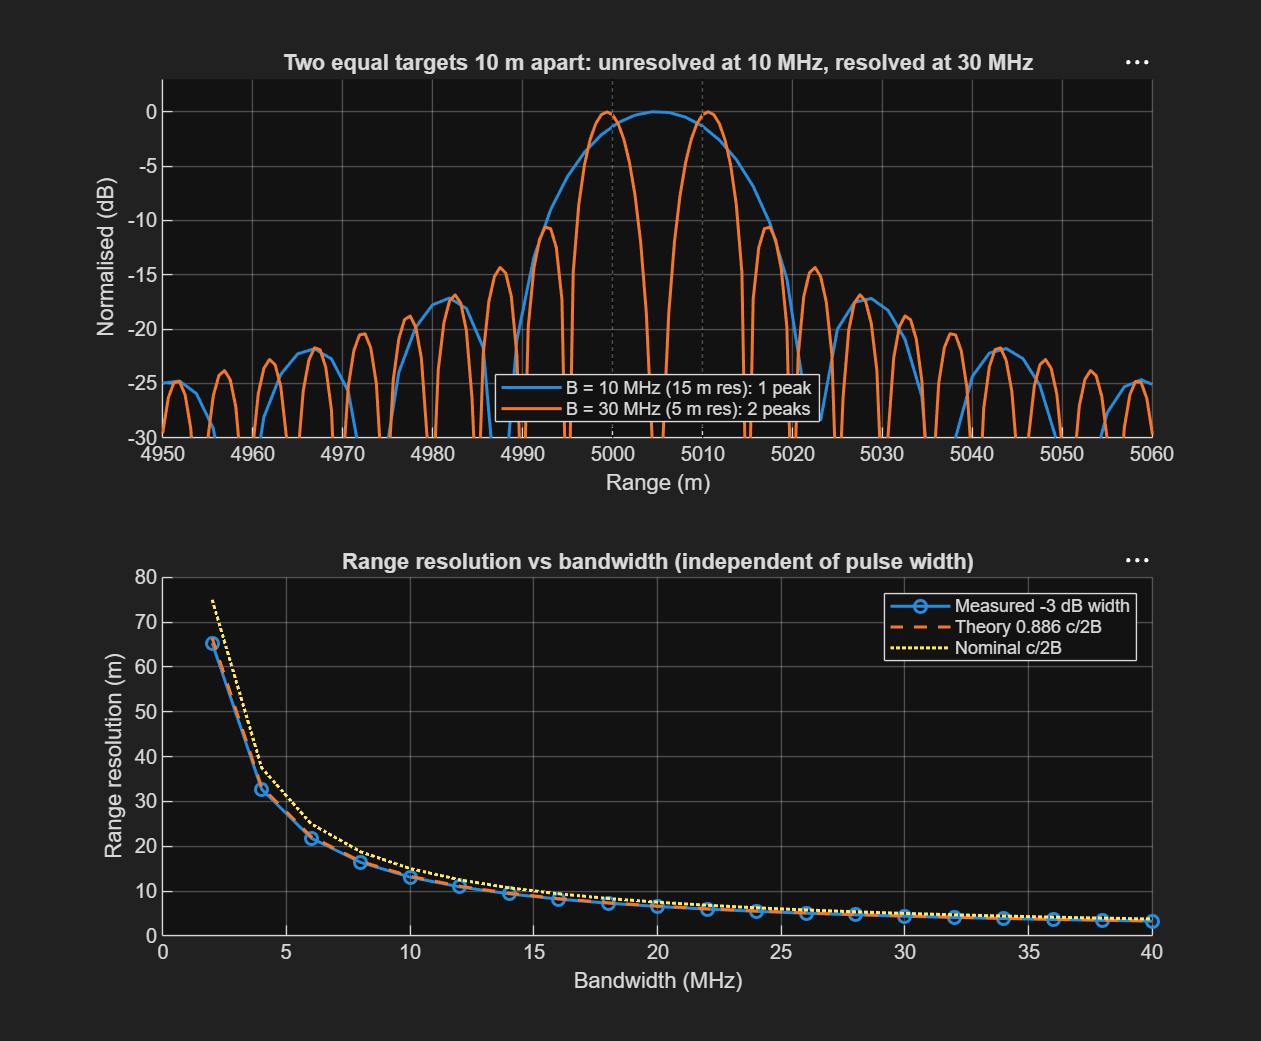 Two equal targets 10 m apart: unresolved at 10 MHz, resolved at 30 MHz
Normalised (dB)
0
-5
-10
-15
-20
-25
-30
B = 10 MHz (15 m res): 1 peak
B = 30 MHz (5 m res): 2 peaks
4950 4960 4970 4980 4990 5000 5010 5020 5030 5040 5050 5060
Range (m)
Range resolution vs bandwidth (independent of pulse width)
Range resolution (m)
80
70
60
50
40
30
20
10
0
Measured -3 dB width
Theory 0.886 c/2B
Nominal c/2B
0 5 10 15 20 25 30 35 40
Bandwidth (MHz)